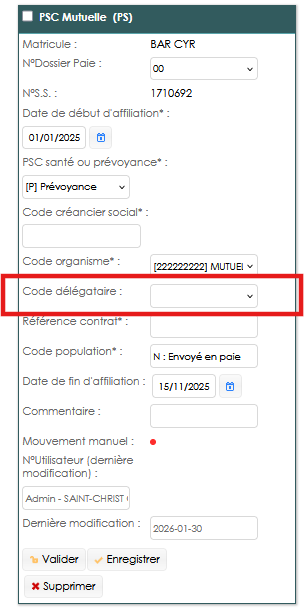 PSC Mutuelle (PS)
Matricule : BAR CYR
N°Dossier Paie : 00
N°S.S. : 1710692
Date de début d'affiliation* :
01/01/2025
PSC santé ou prévoyance* :
[P] Prévoyance
Code créancier social* :
Code organisme* : [222222222] MUTUEI
Code délégataire :
Référence contrat* :
Code population* : N : Envoyé en paie
Date de fin d'affiliation : 15/11/2025
Commentaire :
Mouvement manuel :
N°Utilisateur (dernière
modification) :
Admin - SAINT-CHRIST
Dernière modification : 2026-01-30
Valider Enregistrer
Supprimer